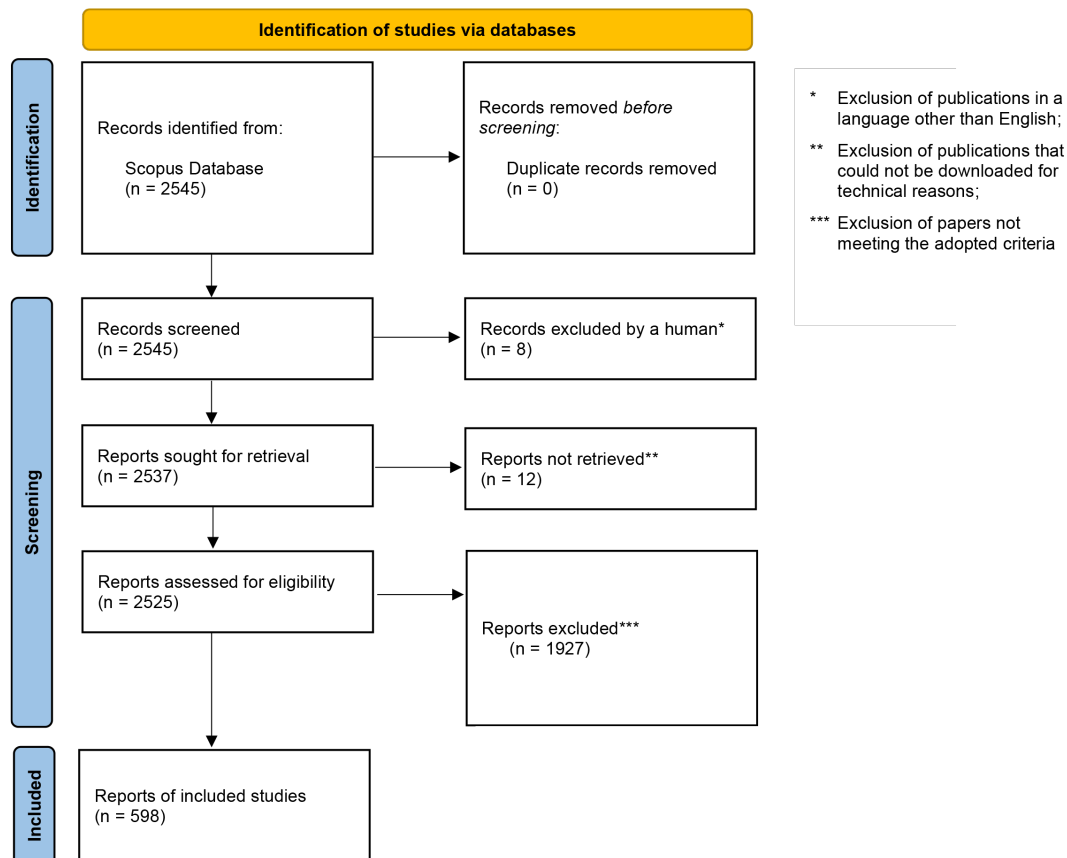 Identification of studies via databases
Identification
Records identified from:
Scopus Database
(n = 2545)
Records removed before
screening:
Duplicate records removed
(n = 0)
* Exclusion of publications in a
language other than English;
** Exclusion of publications that
could not be downloaded for
technical reasons;
*** Exclusion of papers not
meeting the adopted criteria
Screening
Records screened
(n = 2545)
Records excluded by a human*
(n = 8)
Reports sought for retrieval
(n = 2537)
Reports not retrieved**
(n = 12)
Reports assessed for eligibility
(n = 2525)
Reports excluded***
(n = 1927)
Included
Reports of included studies
(n = 598)